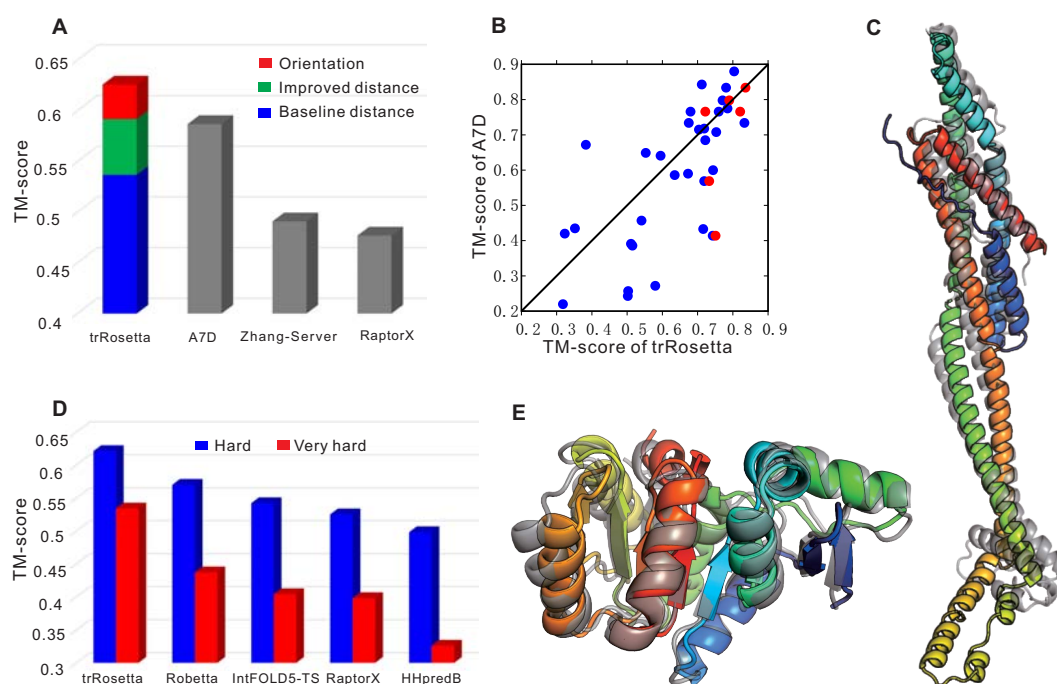 A
TM-score
0.65
0.6
0.55
0.5
0.45
0.4
Orientation
Improved distance
Baseline distance
trRosetta A7D Zhang-Server RaptorX
B
TM-score of A7D
0.9
0.8
0.7
0.6
0.5
0.4
0.3
0.2
0.2 0.3 0.4 0.5 0.6 0.7 0.8 0.9
TM-score of trRosetta
C
D
TM-score
0.65
0.6
0.55
0.5
0.45
0.4
0.35
0.3
Hard Very hard
trRosetta Robetta IntFOLD5-TS RaptorX HHpredB
E